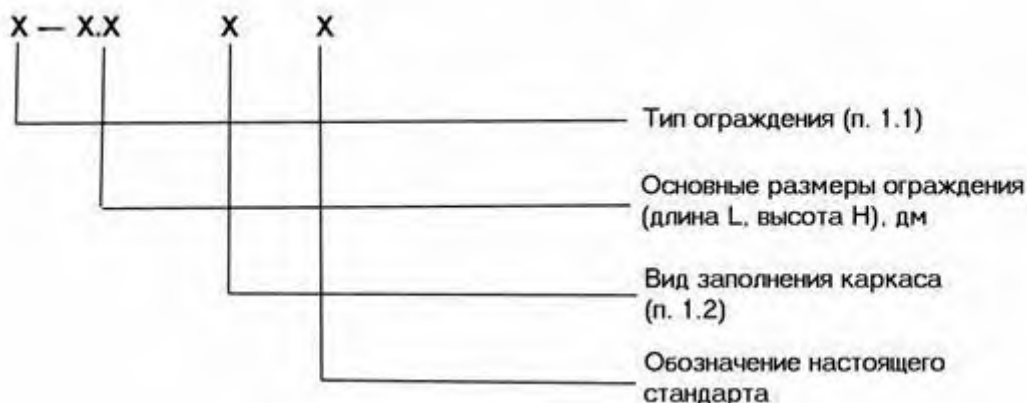 X — X.X X X
Тип ограждения (п. 1.1)
Основные размеры ограждения
(длина L, высота H), дм
Вид заполнения каркаса
(п. 1.2)
Обозначение настоящего
стандарта